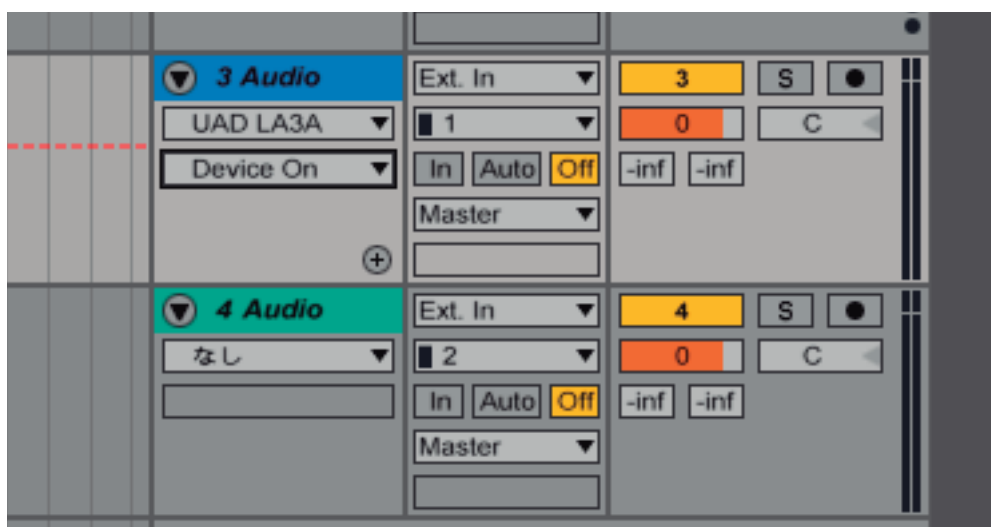 3 Audio Ext. In 3 S
UAD LA3A 1 0 C
Device On In Auto Off -inf -inf
Master
4 Audio Ext. In 4 S
なし 2 0 C
In Auto Off -inf -inf
Master